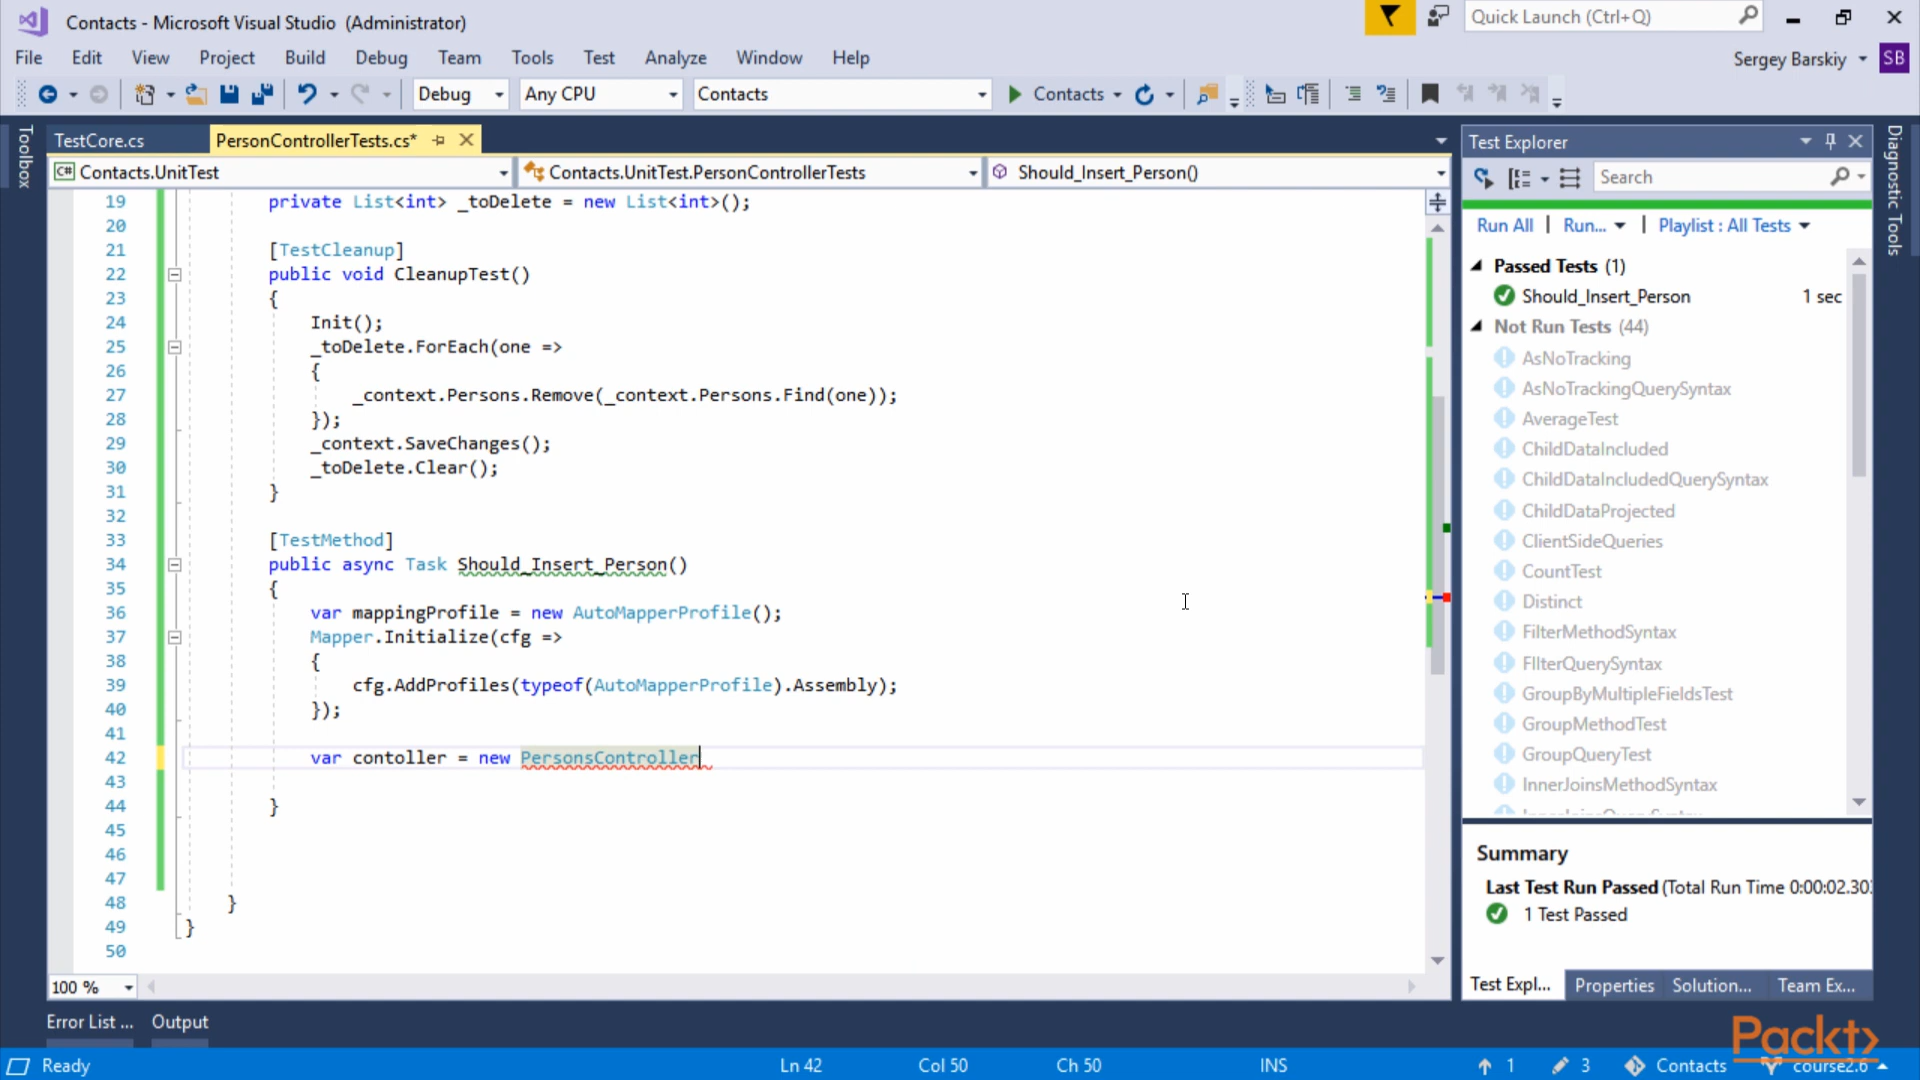 Contacts - Microsoft Visual Studio (Administrator)
Quick Launch (Ctrl+Q)
File Edit View Project Build Debug Team Tools Test Analyze Window Help
Sergey Barskiy SB
Debug Any CPU Contacts Contacts
Toolbox
TestCore.cs PersonControllerTests.cs*
C# Contacts.UnitTest Contacts.UnitTest.PersonControllerTests Should_Insert_Person()
19 private List<int> _toDelete = new List<int>();
20
21 [TestCleanup]
22 public void CleanupTest()
23 {
24 Init();
25 _toDelete.ForEach(one =>
26 {
27 _context.Persons.Remove(_context.Persons.Find(one));
28 });
29 _context.SaveChanges();
30 _toDelete.Clear();
31 }
32
33 [TestMethod]
34 public async Task Should_Insert_Person()
35 {
36 var mappingProfile = new AutoMapperProfile();
37 Mapper.Initialize(cfg =>
38 {
39 cfg.AddProfiles(typeof(AutoMapperProfile).Assembly);
40 });
41
42 var contoller = new PersonsController
43
44 }
45
46
47
48 }
49 }
50
100 %
Test Explorer
Search
Run All | Run... | Playlist : All Tests
Passed Tests (1)
Should_Insert_Person 1 sec
Not Run Tests (44)
AsNoTracking
AsNoTrackingQuerySyntax
AverageTest
ChildDataIncluded
ChildDataIncludedQuerySyntax
ChildDataProjected
ClientSideQueries
CountTest
Distinct
FilterMethodSyntax
FIlterQuerySyntax
GroupByMultipleFieldsTest
GroupMethodTest
GroupQueryTest
InnerJoinsMethodSyntax
Summary
Last Test Run Passed (Total Run Time 0:00:02.30
1 Test Passed
Test Expl... Properties Solution... Team Ex...
Diagnostic Tools
Error List ... Output
Packt>
Ready Ln 42 Col 50 Ch 50 INS 1 3 Contacts course2.6